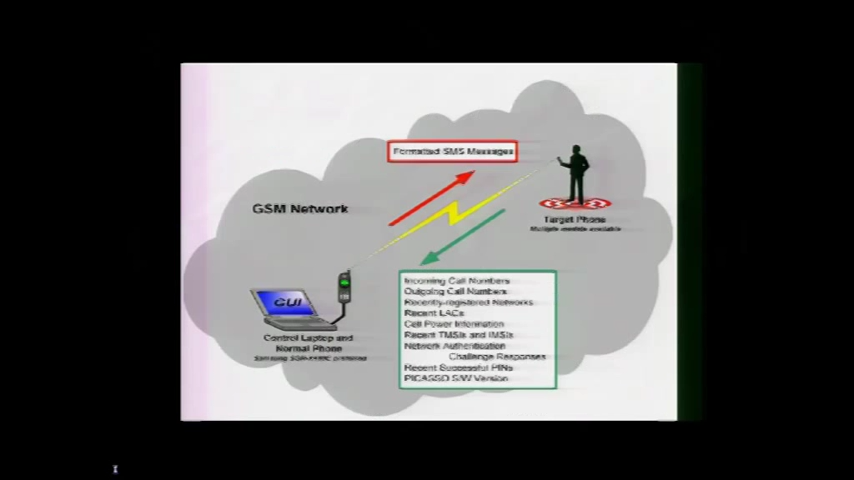 Formatted SMS Messages
GSM Network
Target Phone
Multiple models available
GUI
Control Laptop and
Normal Phone
Incoming Call Numbers
Outgoing Call Numbers
Recently-registered Networks
Recent LACs
Cell Power Information
Recent TMSIs and IMSIs
Network Authentication
Challenge Responses
Recent Successful PINs
PICASSO S/W Version